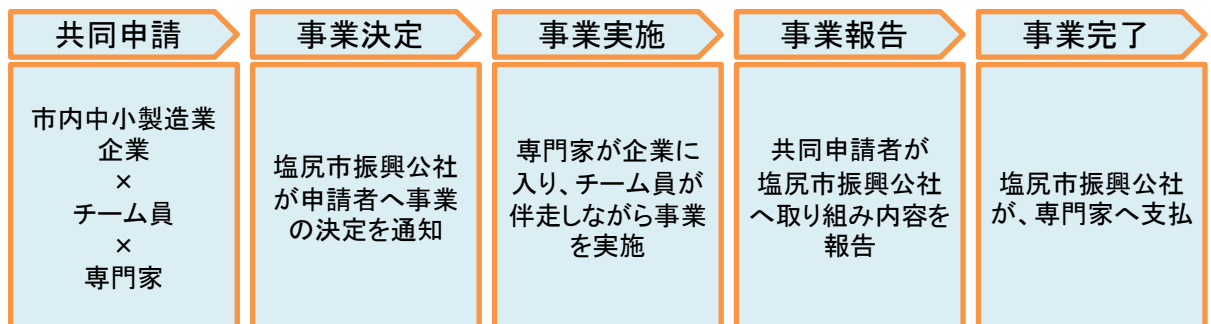 共同申請
事業決定
事業実施
事業報告
事業完了
市内中小製造業
企業
×
チーム員
×
専門家
塩尻市振興公社
が申請者へ事業
の決定を通知
専門家が企業に
入り、チーム員が
伴走しながら事業
を実施
共同申請者が
塩尻市振興公社
へ取り組み内容を
報告
塩尻市振興公社
が、専門家へ支払